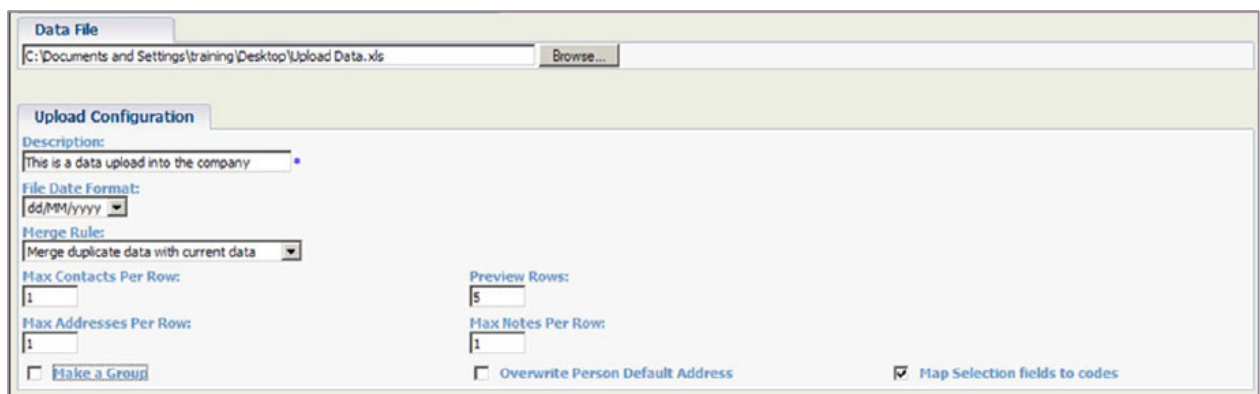 Data File
C:\Documents and Settings\training\Desktop\Upload Data.xls Browse...
Upload Configuration
Description:
This is a data upload into the company *
File Date Format:
dd/MM/yyyy
Merge Rule:
Merge duplicate data with current data
Max Contacts Per Row: Preview Rows:
1 5
Max Addresses Per Row: Max Notes Per Row:
1 1
Make a Group Overwrite Person Default Address Map Selection fields to codes